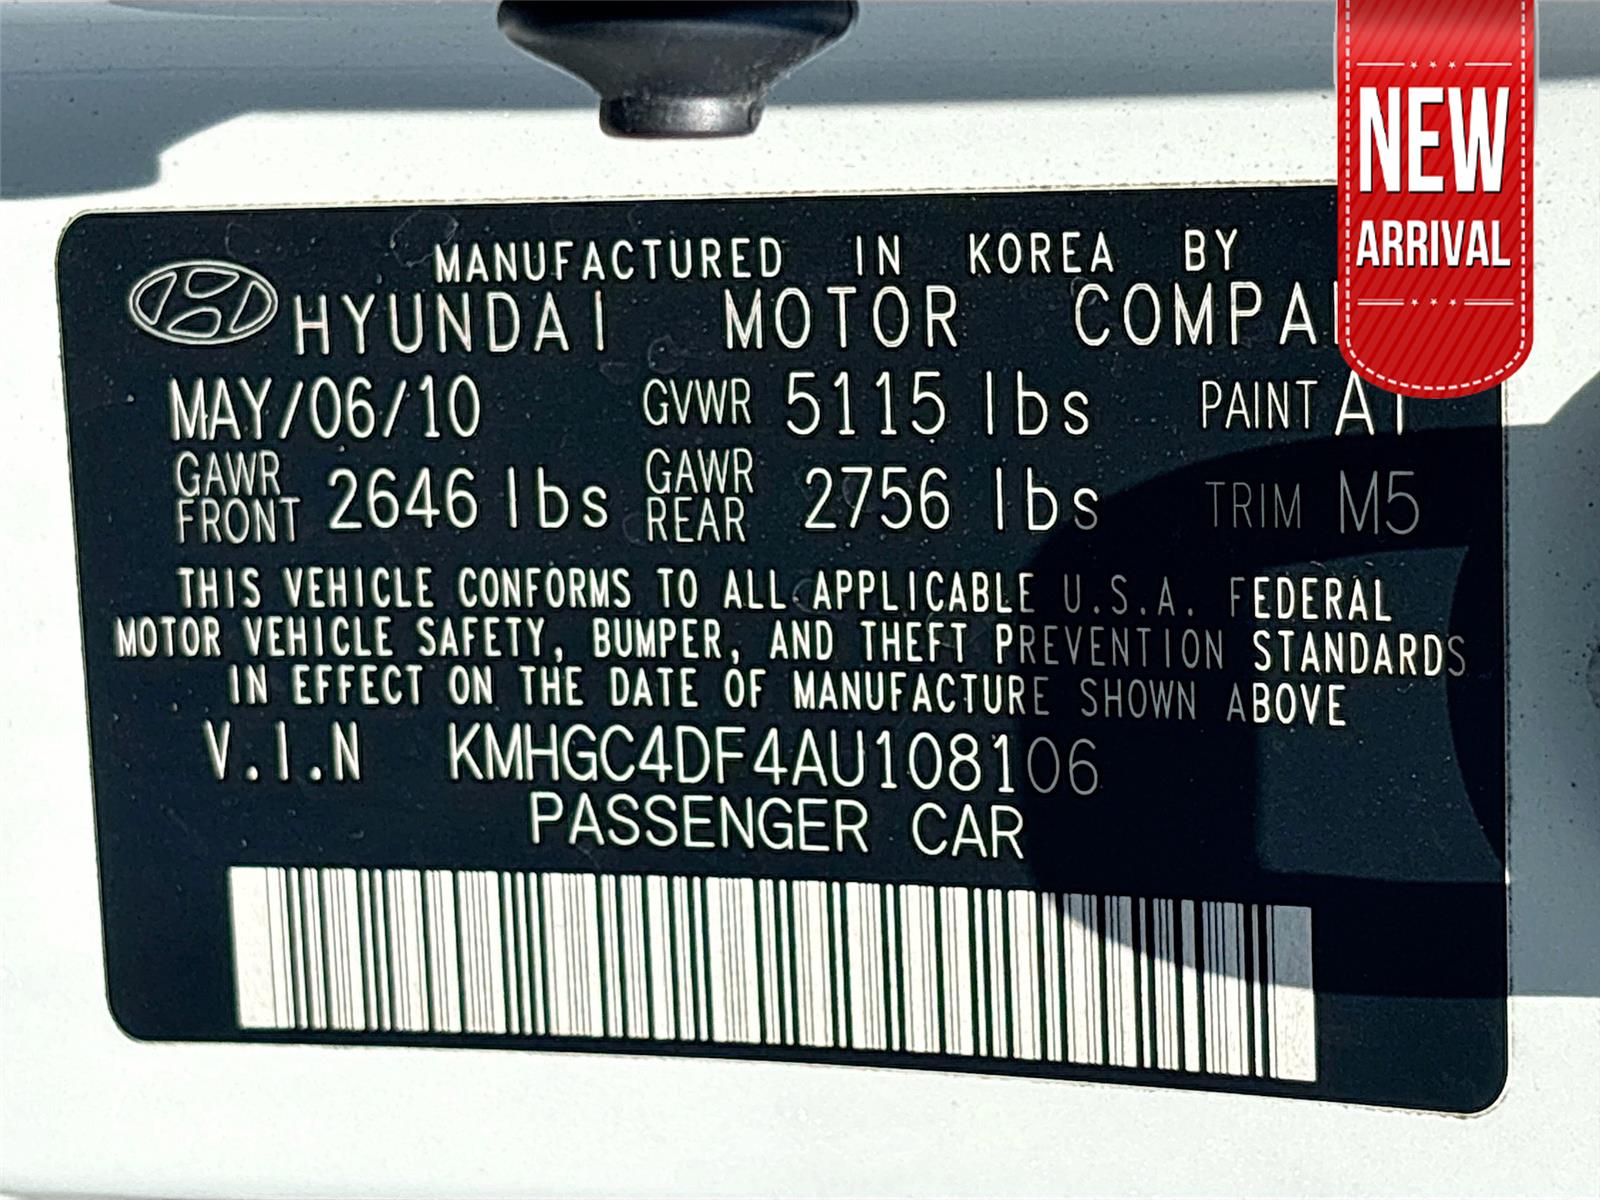 NEW
ARRIVAL
MANUFACTURED IN KOREA BY
HYUNDAI MOTOR
MAY/06/10 GVWR 5115 lbs PAINT
GAWR FRONT 2646 lbs GAWR REAR 2756 lbs TRIM M5
THIS VEHICLE CONFORMS TO ALL APPLICABLE U.S.A. FEDERAL
MOTOR VEHICLE SAFETY, BUMPER, AND THEFT PREVENTION STANDARDS
IN EFFECT ON THE DATE OF MANUFACTURE SHOWN ABOVE
V.I.N KMHGC4DF4AU108106
PASSENGER CAR